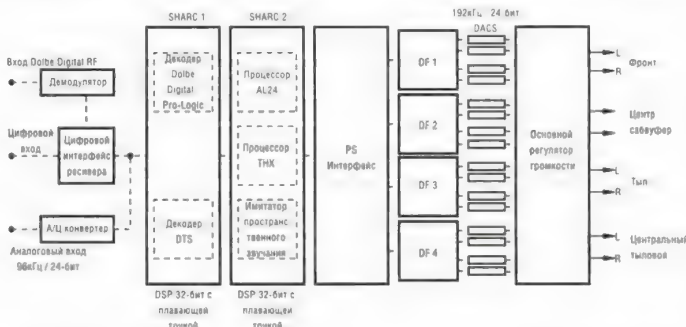 SHARC 1
SHARC 2
192кГц 24 бит
DACS
Вход Dolbe Digital RF
Демодулятор
Цифровой
вход
Цифровой
интерфейс
ресивера
А/Ц конвертер
Аналоговый вход
96кГц / 24-бит
Декодер
Dolbe
Digital
Pro-Logic
Декодер
DTS
DSP 32-бит с
плавающей
точкой
Процессор
AL24
Процессор
THX
Имитатор
пространс
твенного
звучания
DSP 32-бит с
плавающей
точкой
PS
Интерфейс
DF 1
DF 2
DF 3
DF 4
Основной
регулятор
громкости
L
Фронт
R
Центр
сабвуфер
L
Тыл
R
L
Центральный
тыловой
R